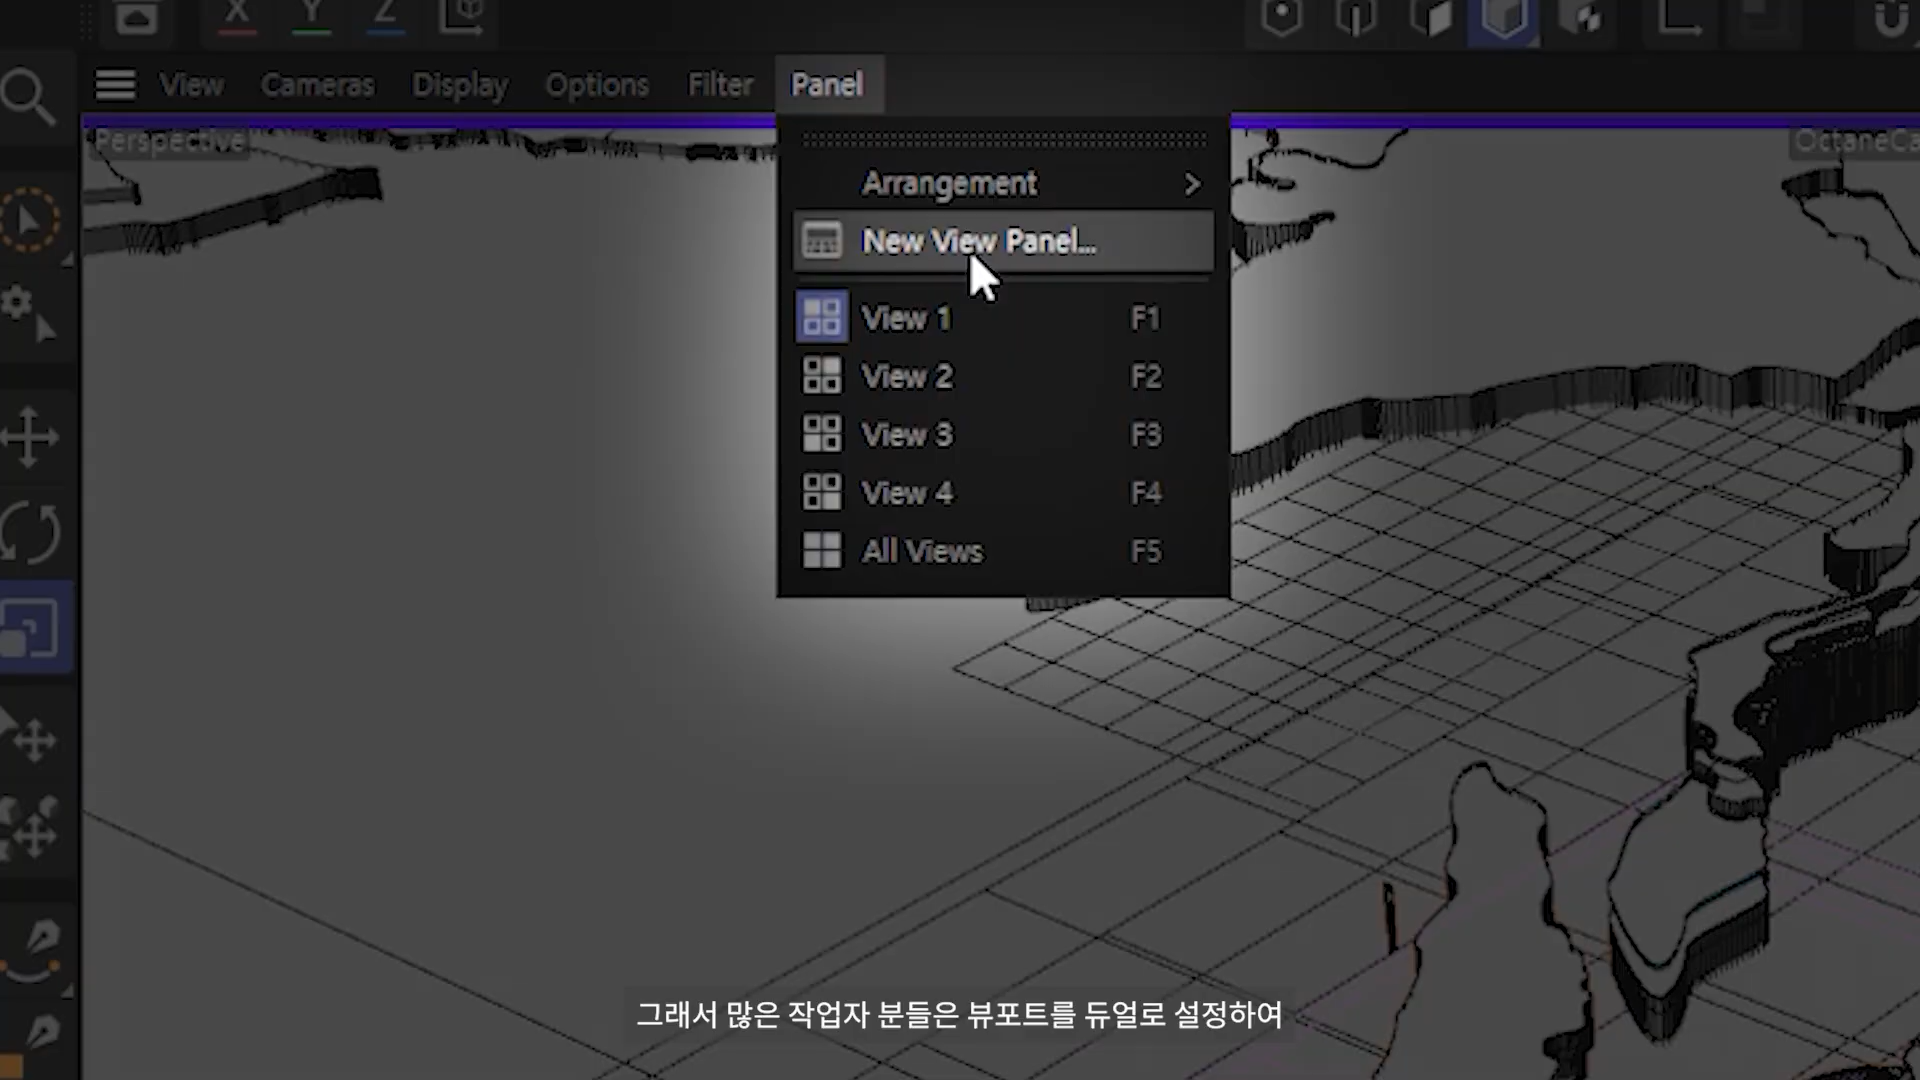 X Y Z
View Cameras Display Options Filter Panel
Perspective
OctaneCa
Arrangement
New View Panel...
View 1 F1
View 2 F2
View 3 F3
View 4 F4
All Views F5
그래서 많은 작업자 분들은 뷰포트를 듀얼로 설정하여